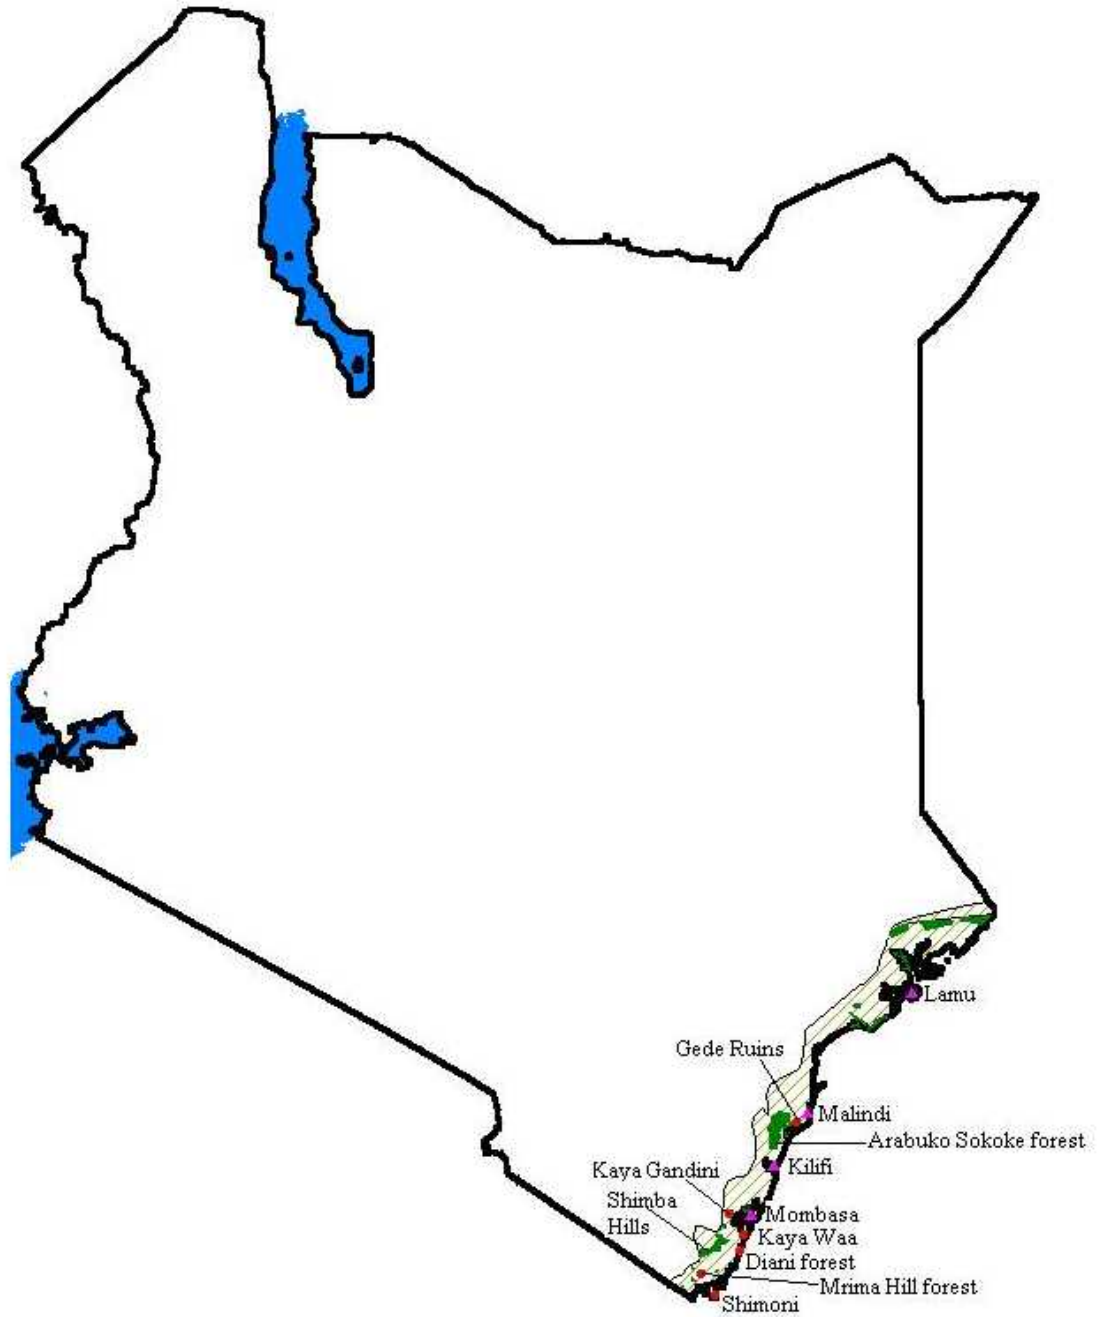 Lamu
Gede Ruins
Malindi
Arabuko Sokoke forest
Kilifi
Kaya Gandini
Shimba
Hills
Mombasa
Kaya Waa
Diani forest
Mrima Hill forest
Shimoni